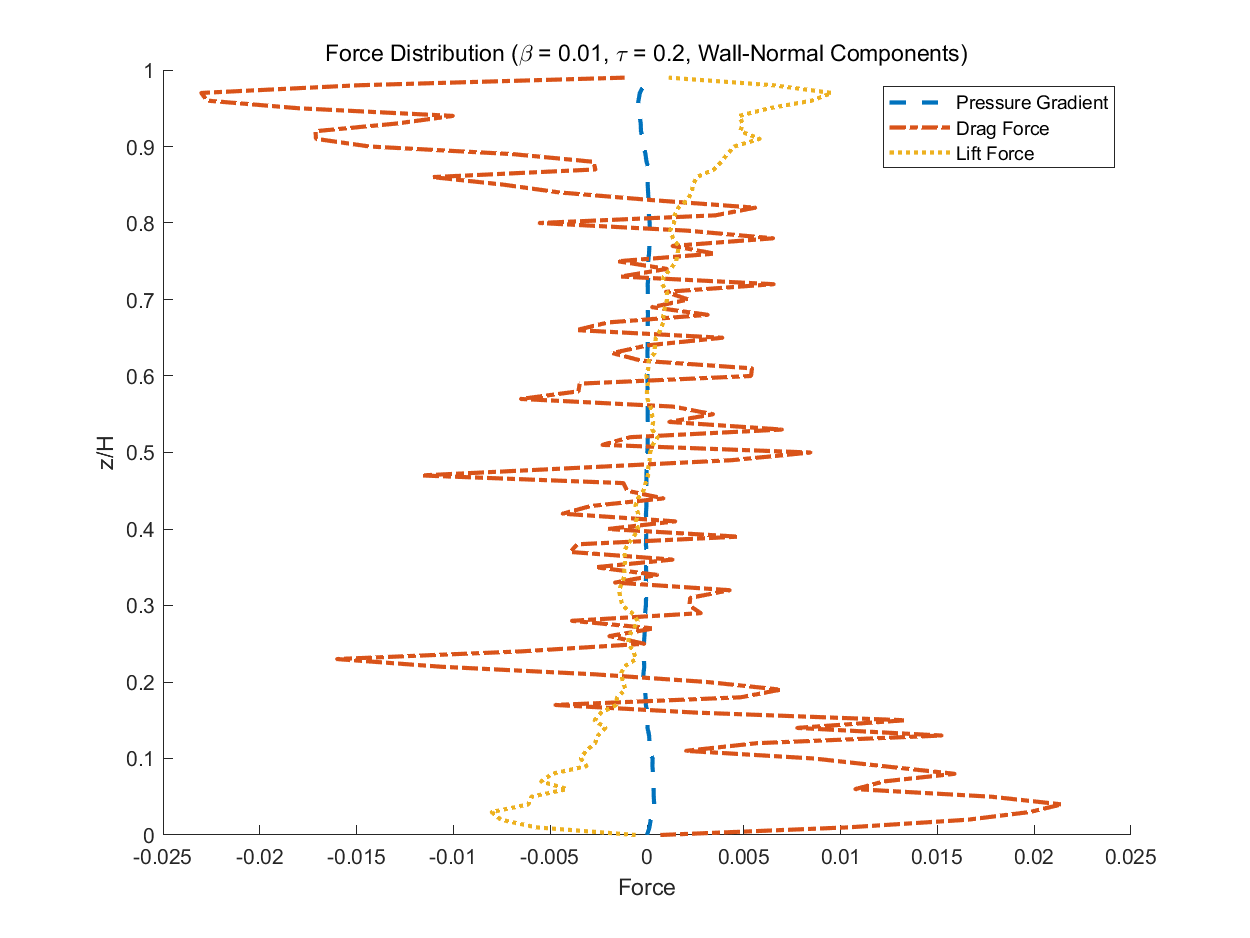 Force Distribution (β = 0.01, τ = 0.2, Wall-Normal Components)
Pressure Gradient
Drag Force
Lift Force
1
0.9
0.8
0.7
0.6
0.5
0.4
0.3
0.2
0.1
0
z/H
-0.025 -0.02 -0.015 -0.01 -0.005 0 0.005 0.01 0.015 0.02 0.025
Force